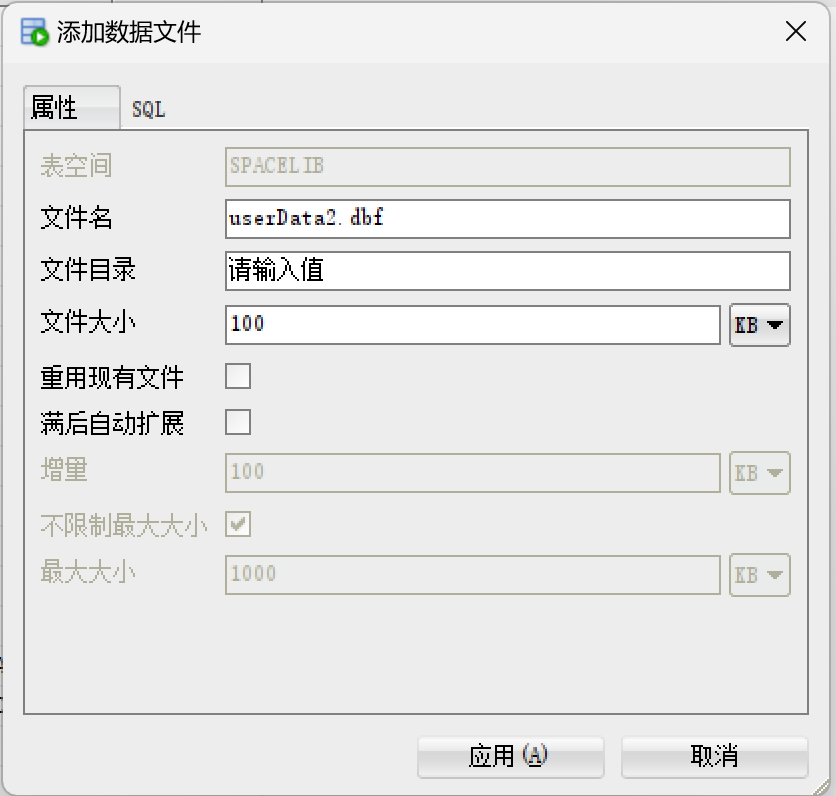 添加数据文件
属性 SQL
表空间 SPACELIB
文件名 userData2.dbf
文件目录 请输入值
文件大小 100 KB
重用现有文件
满后自动扩展
增量 100 KB
不限制最大大小
最大大小 1000 KB
应用(A) 取消